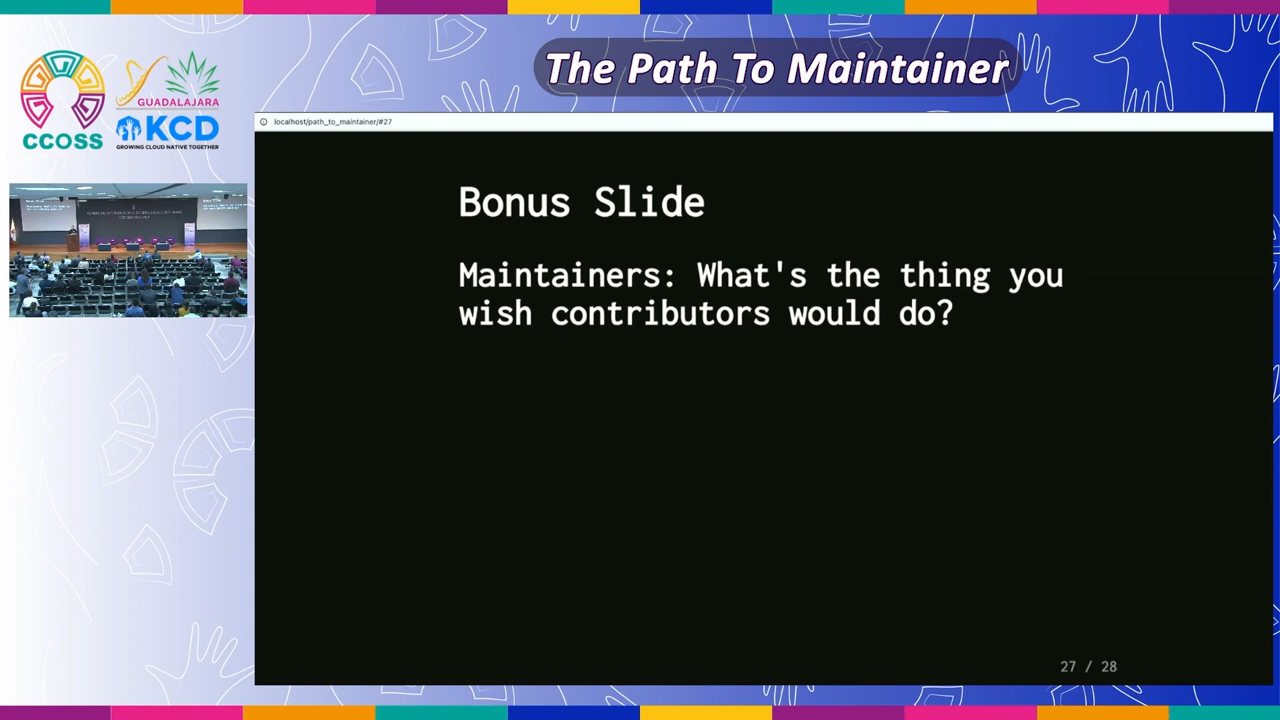 The Path To Maintainer
CCOSS
GUADALAJARA
KCD
GROWING CLOUD NATIVE TOGETHER
localhost/path_to_maintainer/#27
Bonus Slide
Maintainers: What's the thing you
wish contributors would do?
27 / 28